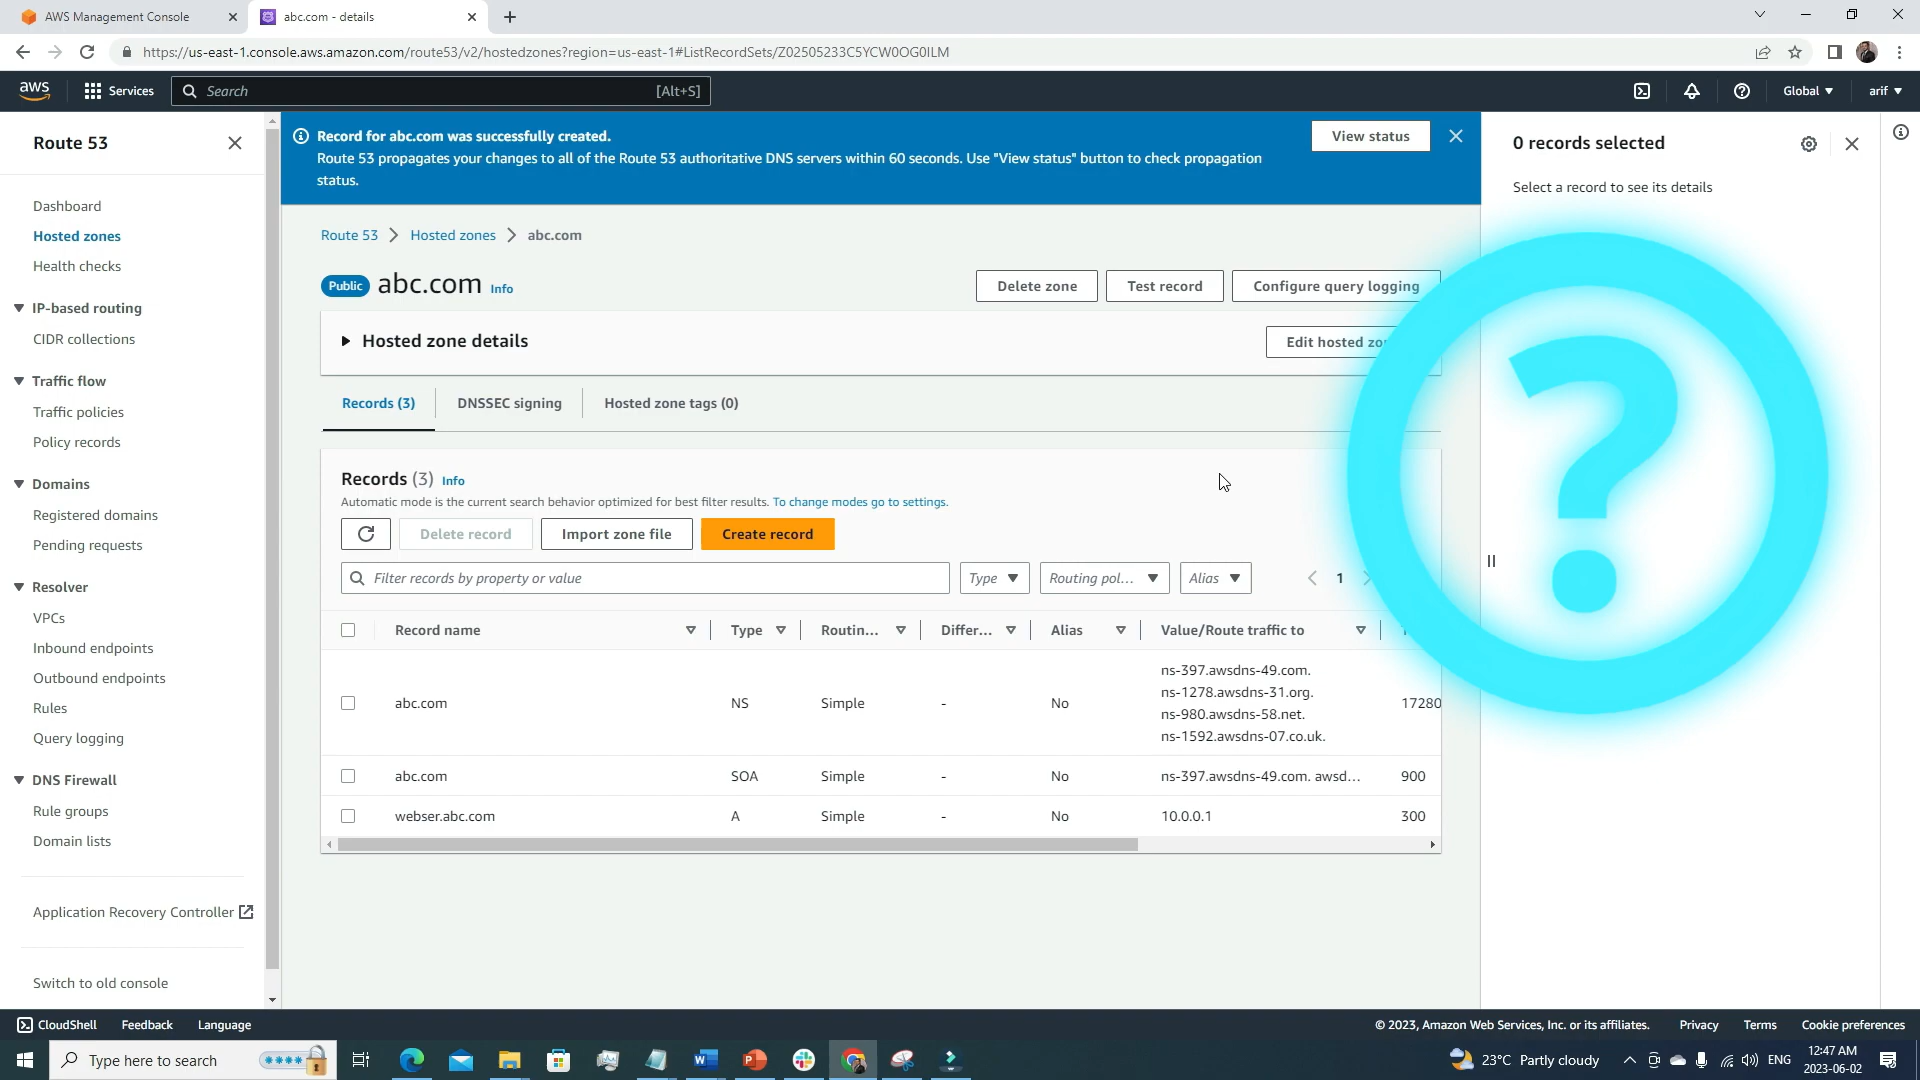 AWS Management Console
abc.com - details
https://us-east-1.console.aws.amazon.com/route53/v2/hostedzones?region=us-east-1#ListRecordSets/Z02505233C5YCW0OG0ILM
aws
Services
Search
[Alt+S]
Global
arif
Route 53
Dashboard
Hosted zones
Health checks
IP-based routing
CIDR collections
Traffic flow
Traffic policies
Policy records
Domains
Registered domains
Pending requests
Resolver
VPCs
Inbound endpoints
Outbound endpoints
Rules
Query logging
DNS Firewall
Rule groups
Domain lists
Application Recovery Controller
Switch to old console
Record for abc.com was successfully created.
Route 53 propagates your changes to all of the Route 53 authoritative DNS servers within 60 seconds. Use "View status" button to check propagation
status.
View status
Route 53
Hosted zones
abc.com
Public
abc.com
Info
Delete zone
Test record
Configure query logging
Hosted zone details
Edit hosted zo
Records (3)
DNSSEC signing
Hosted zone tags (0)
Records (3) Info
Automatic mode is the current search behavior optimized for best filter results. To change modes go to settings.
Delete record
Import zone file
Create record
Filter records by property or value
Type
Routing pol...
Alias
1
Record name
Type
Routin...
Differ...
Alias
Value/Route traffic to
abc.com NS Simple - No
ns-397.awsdns-49.com.
ns-1278.awsdns-31.org.
ns-980.awsdns-58.net.
ns-1592.awsdns-07.co.uk.
17280
abc.com SOA Simple - No ns-397.awsdns-49.com. awsd... 900
webser.abc.com A Simple - No 10.0.0.1 300
0 records selected
Select a record to see its details
?
CloudShell
Feedback
Language
© 2023, Amazon Web Services, Inc. or its affiliates.
Privacy
Terms
Cookie preferences
Type here to search
23°C Partly cloudy
ENG
12:47 AM
2023-06-02